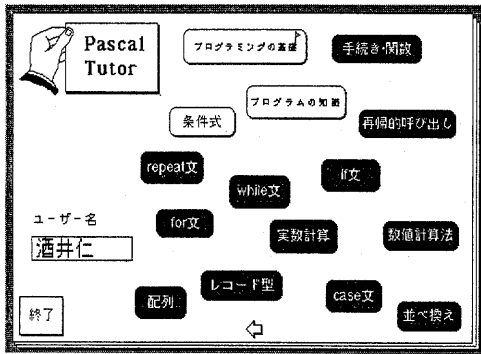 Pascal
Tutor
プログラミングの基礎
手続き・関数
プログラムの知識
条件式
再帰的呼び出し
repeat文
while文
if文
ユーザー名
酒井仁
for文
実数計算
数値計算法
レコード型
配列
case文
並べ換え
終了